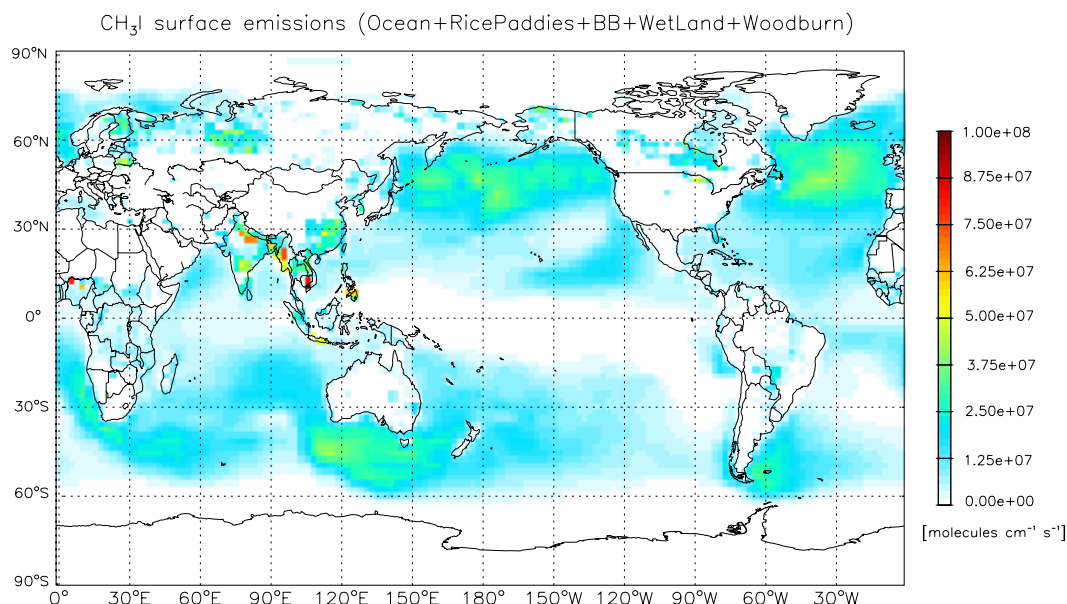 CH₃I surface emissions (Ocean+RicePaddies+BB+WetLand+Woodburn)
90°N
60°N
30°N
0°
30°S
60°S
90°S
0° 30°E 60°E 90°E 120°E 150°E 180°E 150°W 120°W 90°W 60°W 30°W
1.00e+08
8.75e+07
7.50e+07
6.25e+07
5.00e+07
3.75e+07
2.50e+07
1.25e+07
0.00e+00
[molecules cm⁻¹ s⁻¹]